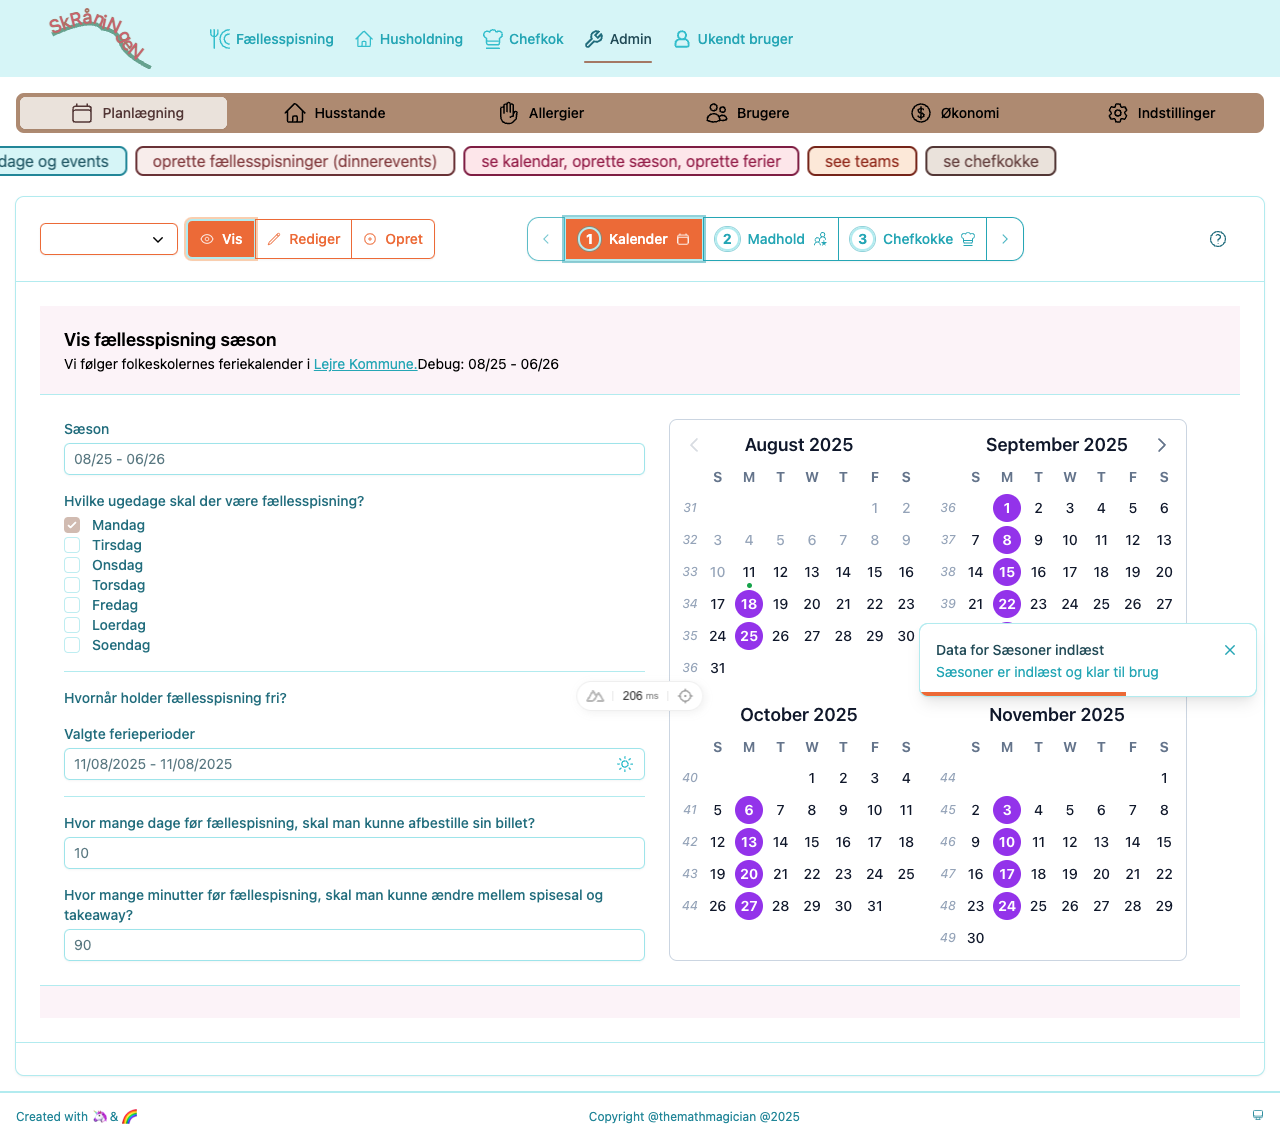 SkRåNiNgeN
Fællesspisning Husholdning Chefkok Admin Ukendt bruger
Planlægning Husstande Allergier Brugere Økonomi Indstillinger
dage og events oprette fællesspisninger (dinnerevents) se kalendar, oprette sæson, oprette ferier see teams se chefkokke
Vis Rediger Opret 1 Kalender 2 Madhold 3 Chefkokke
Vis fællesspisning sæson
Vi følger folkeskolernes feriekalender i Lejre Kommune.Debug: 08/25 - 06/26
Sæson
08/25 - 06/26
Hvilke ugedage skal der være fællesspisning?
Mandag
Tirsdag
Onsdag
Torsdag
Fredag
Loerdag
Soendag
Hvornår holder fællesspisning fri?
Valgte ferieperioder
11/08/2025 - 11/08/2025
Hvor mange dage før fællespisning, skal man kunne afbestille sin billet?
10
Hvor mange minutter før fællespisning, skal man kunne ændre mellem spisesal og
takeaway?
90
August 2025
S M T W T F S
31 1 2
32 3 4 5 6 7 8 9
33 10 11 12 13 14 15 16
34 17 18 19 20 21 22 23
35 24 25 26 27 28 29 30
36 31
September 2025
S M T W T F S
36 1 2 3 4 5 6
37 7 8 9 10 11 12 13
38 14 15 16 17 18 19 20
39 21 22 23 24 25 26 27
Data for Sæsoner indlæst
Sæsoner er indlæst og klar til brug
206 ms
October 2025
S M T W T F S
40 1 2 3 4
41 5 6 7 8 9 10 11
42 12 13 14 15 16 17 18
43 19 20 21 22 23 24 25
44 26 27 28 29 30 31
November 2025
S M T W T F S
44 1
45 2 3 4 5 6 7 8
46 9 10 11 12 13 14 15
47 16 17 18 19 20 21 22
48 23 24 25 26 27 28 29
49 30
Created with 🦄 & 🌈 Copyright @themathmagician @2025